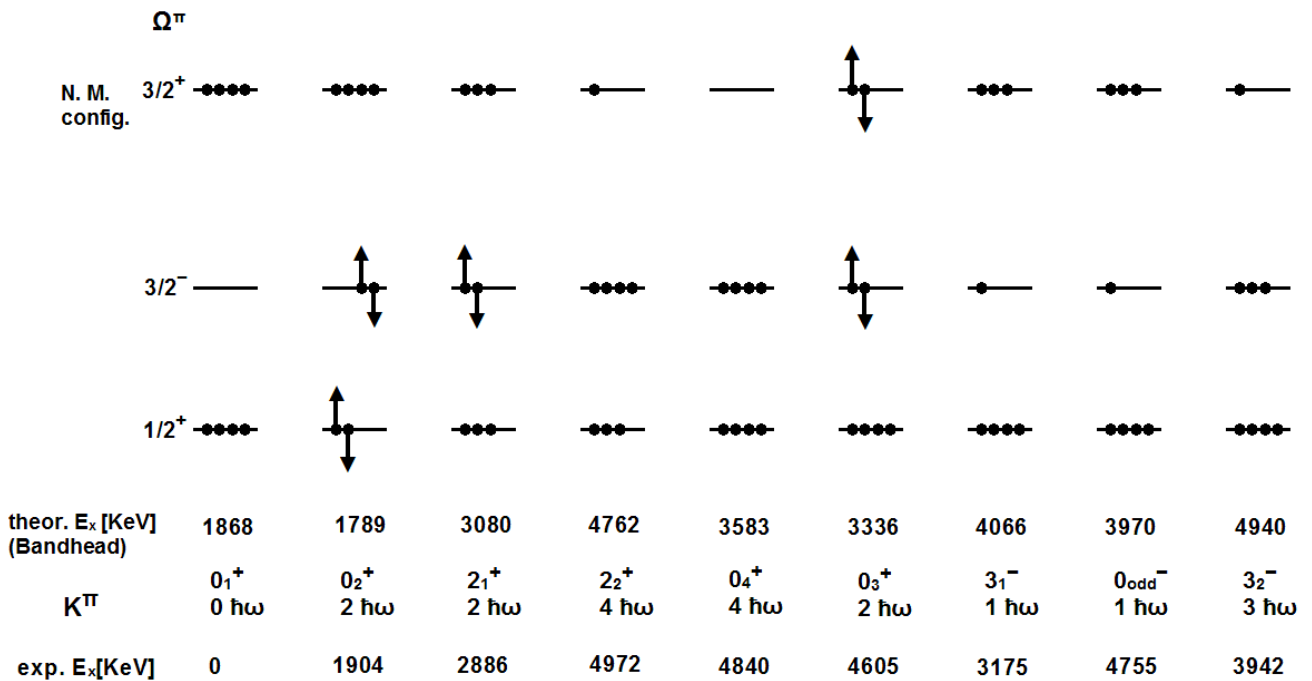 Ωπ
N. M. config. 3/2+
3/2−
1/2+
theor. Ex [KeV] (Bandhead) 1868 1789 3080 4762 3583 3336 4066 3970 4940
Kπ 01+ 02+ 21+ 22+ 04+ 03+ 31− 0odd− 32−
0 ħω 2 ħω 2 ħω 4 ħω 4 ħω 2 ħω 1 ħω 1 ħω 3 ħω
exp. Ex[KeV] 0 1904 2886 4972 4840 4605 3175 4755 3942